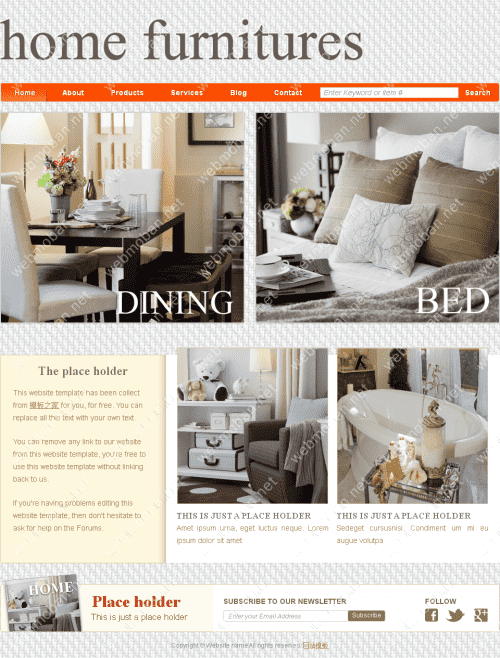 home furnitures
Home About Products Services Blog Contact Enter Keyword or Item # Search
DINING
BED
The place holder
This website template has been collect
from 模板之家 for you, for free. You can
replace all this text with your own text.
You can remove any link to our website
from this website template, you're free to
use this website template without linking
back to us.
If you're having problems editing this
website template, then don't hesitate to
ask for help on the Forums.
THIS IS JUST A PLACE HOLDER
Amet ipsum urna, eget luctus neque. Lorem
ipsum dolor sit amet
THIS IS JUST A PLACE HOLDER
Sedeget cursusnisi. Condiment um mi eu
augue volutpa
HOME
Place holder
This is just a place holder
SUBSCRIBE TO OUR NEWSLETTER
Enter your Email Address Subscribe
FOLLOW
Copyright © Website name All rights reserved.
webmoban.net